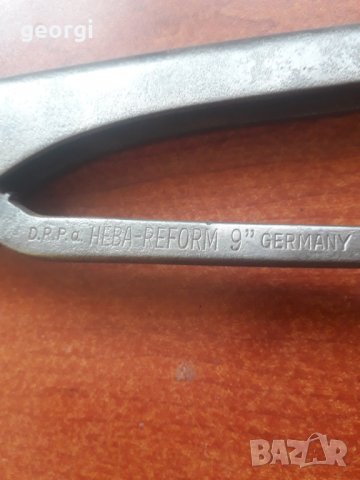 georgi
D.R.P.a. HEBA-REFORM 9” GERMANY
BAZAR